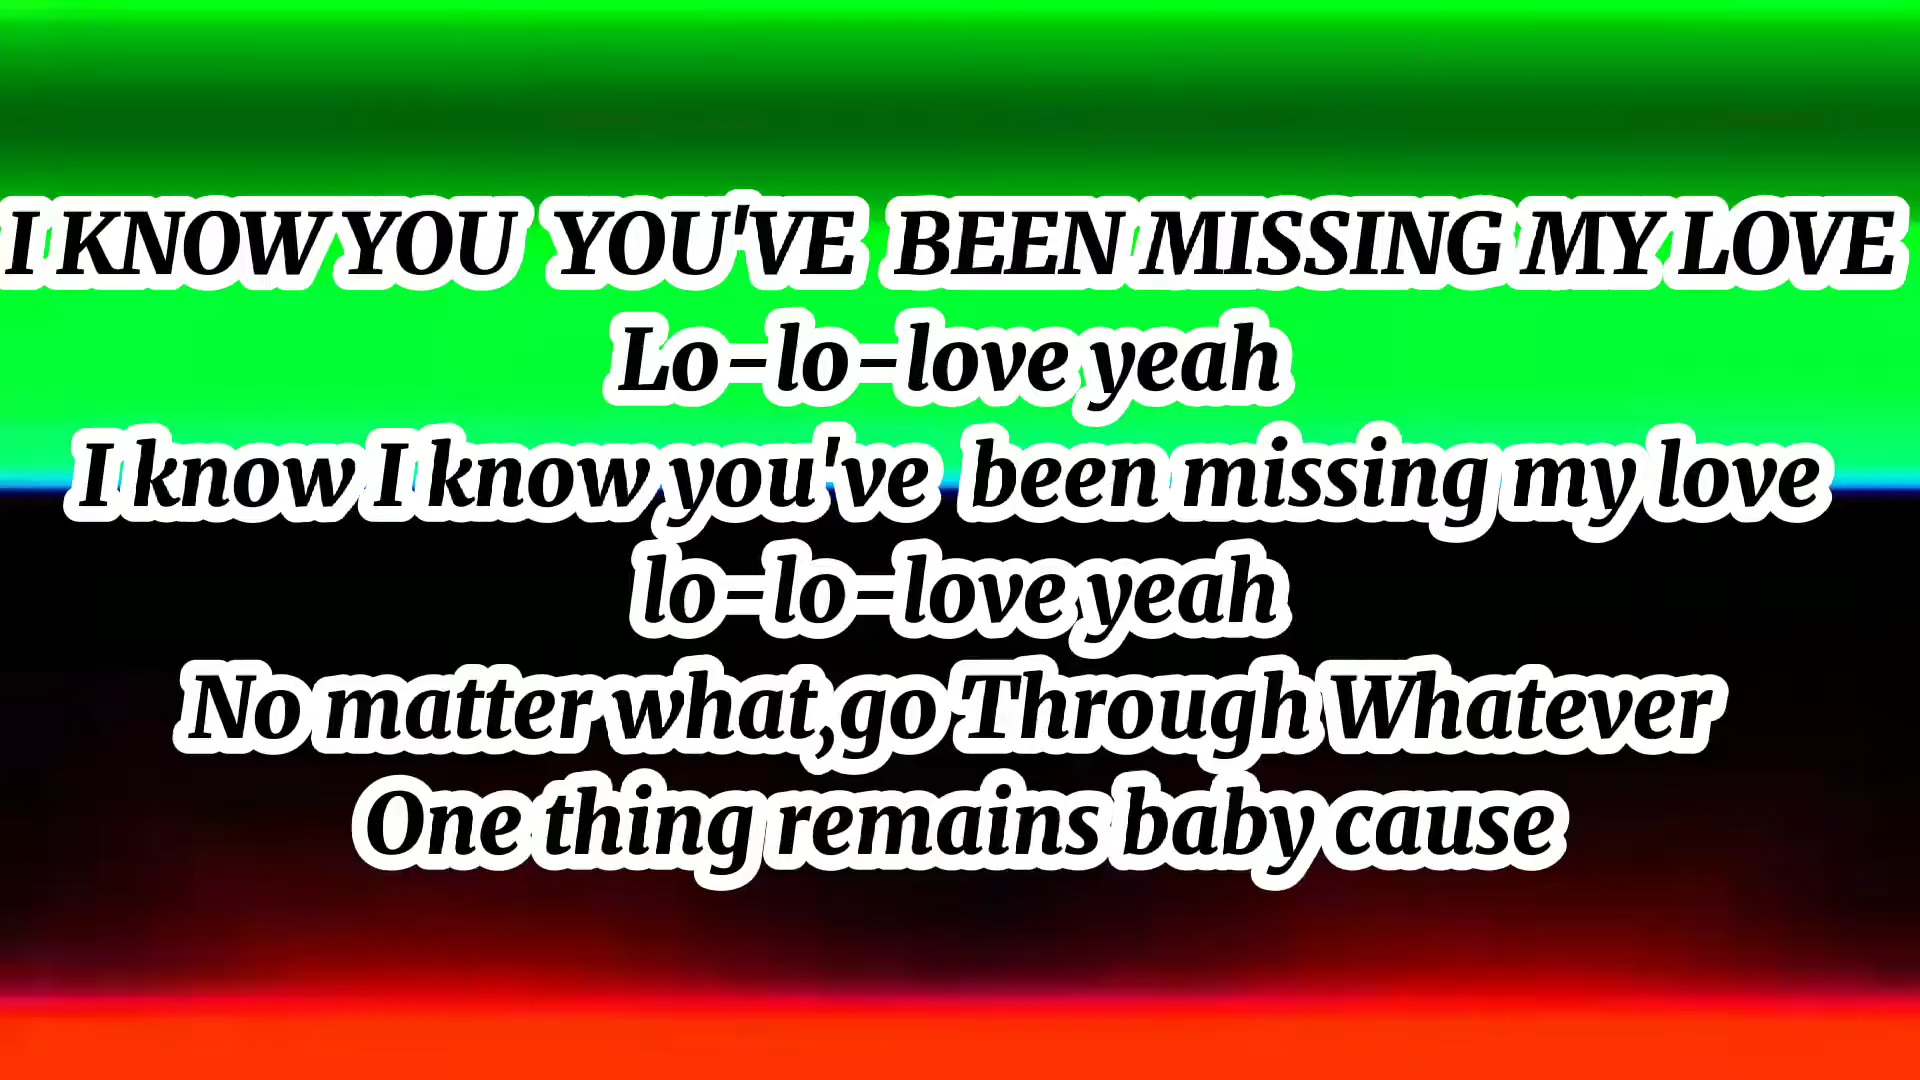 I KNOW YOU YOU'VE BEEN MISSING MY LOVE
Lo-lo-love yeah
I know I know you've been missing my love
lo-lo-love yeah
No matter what,go Through Whatever
One thing remains baby cause